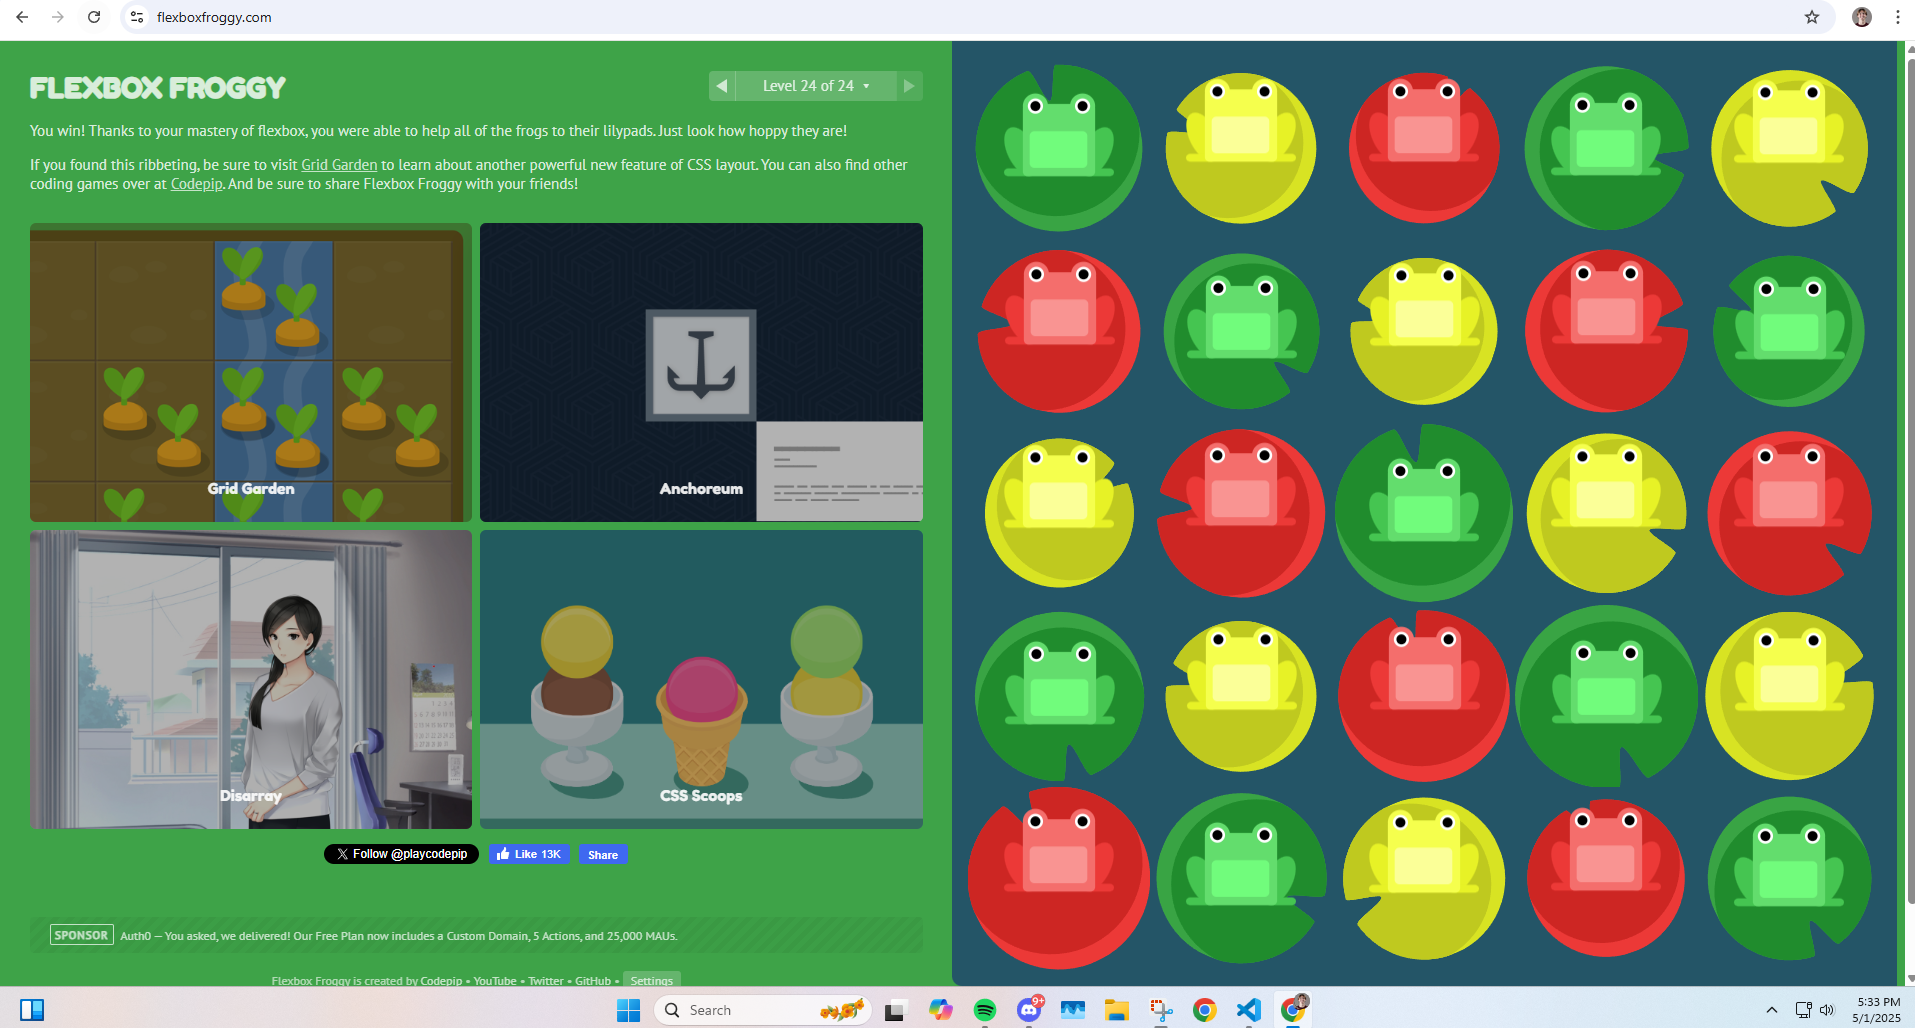 flexboxfroggy.com
FLEXBOX FROGGY
Level 24 of 24
You win! Thanks to your mastery of flexbox, you were able to help all of the frogs to their lilypads. Just look how hoppy they are!
If you found this ribbeting, be sure to visit Grid Garden to learn about another powerful new feature of CSS layout. You can also find other
coding games over at Codepip. And be sure to share Flexbox Froggy with your friends!
Grid Garden
Anchoreum
Disarray
CSS Scoops
Follow @playcodepip
Like 13K
Share
SPONSOR Auth0 — You asked, we delivered! Our Free Plan now includes a Custom Domain, 5 Actions, and 25,000 MAUs.
Flexbox Froggy is created by Codepip • YouTube • Twitter • GitHub • Settings
Search
9+
5:33 PM
5/1/2025